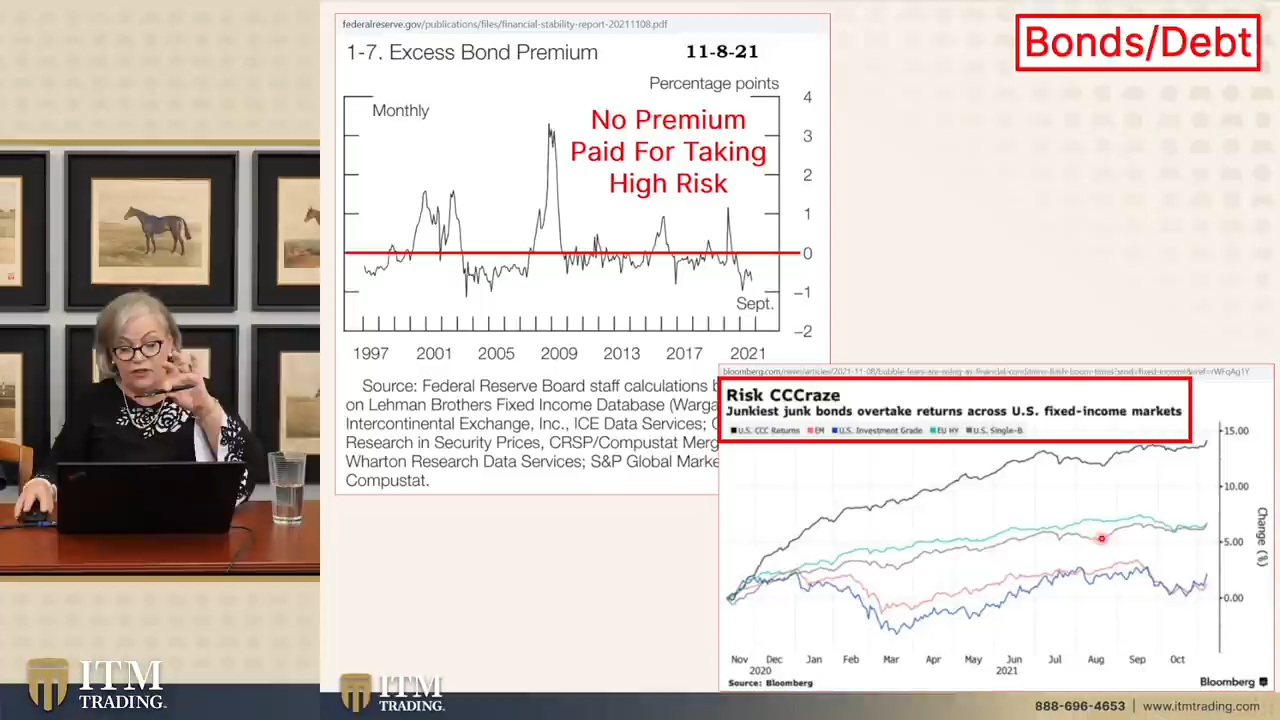 federalreserve.gov/publications/files/financial-stability-report-20211108.pdf
1-7. Excess Bond Premium
11-8-21
Bonds/Debt
Percentage points
Monthly
No Premium
Paid For Taking
High Risk
4
3
2
1
0
−1
−2
Sept.
1997 2001 2005 2009 2013 2017 2021
Source: Federal Reserve Board staff calculations
on Lehman Brothers Fixed Income Database (Warga
Intercontinental Exchange, Inc., ICE Data Services;
Research in Security Prices, CRSP/Compustat Merg
Wharton Research Data Services; S&P Global Marke
Compustat.
Risk CCCraze
Junkiest junk bonds overtake returns across U.S. fixed-income markets
U.S. CCC Returns EM U.S. Investment Grade EU HY U.S. Single-B
15.00
10.00
5.00
0.00
Change (%)
Nov Dec Jan Feb Mar Apr May Jun Jul Aug Sep Oct
2020 2021
Source: Bloomberg
Bloomberg
ITM
TRADING.
ITM
TRADING.
888-696-4653 | www.itmtrading.com